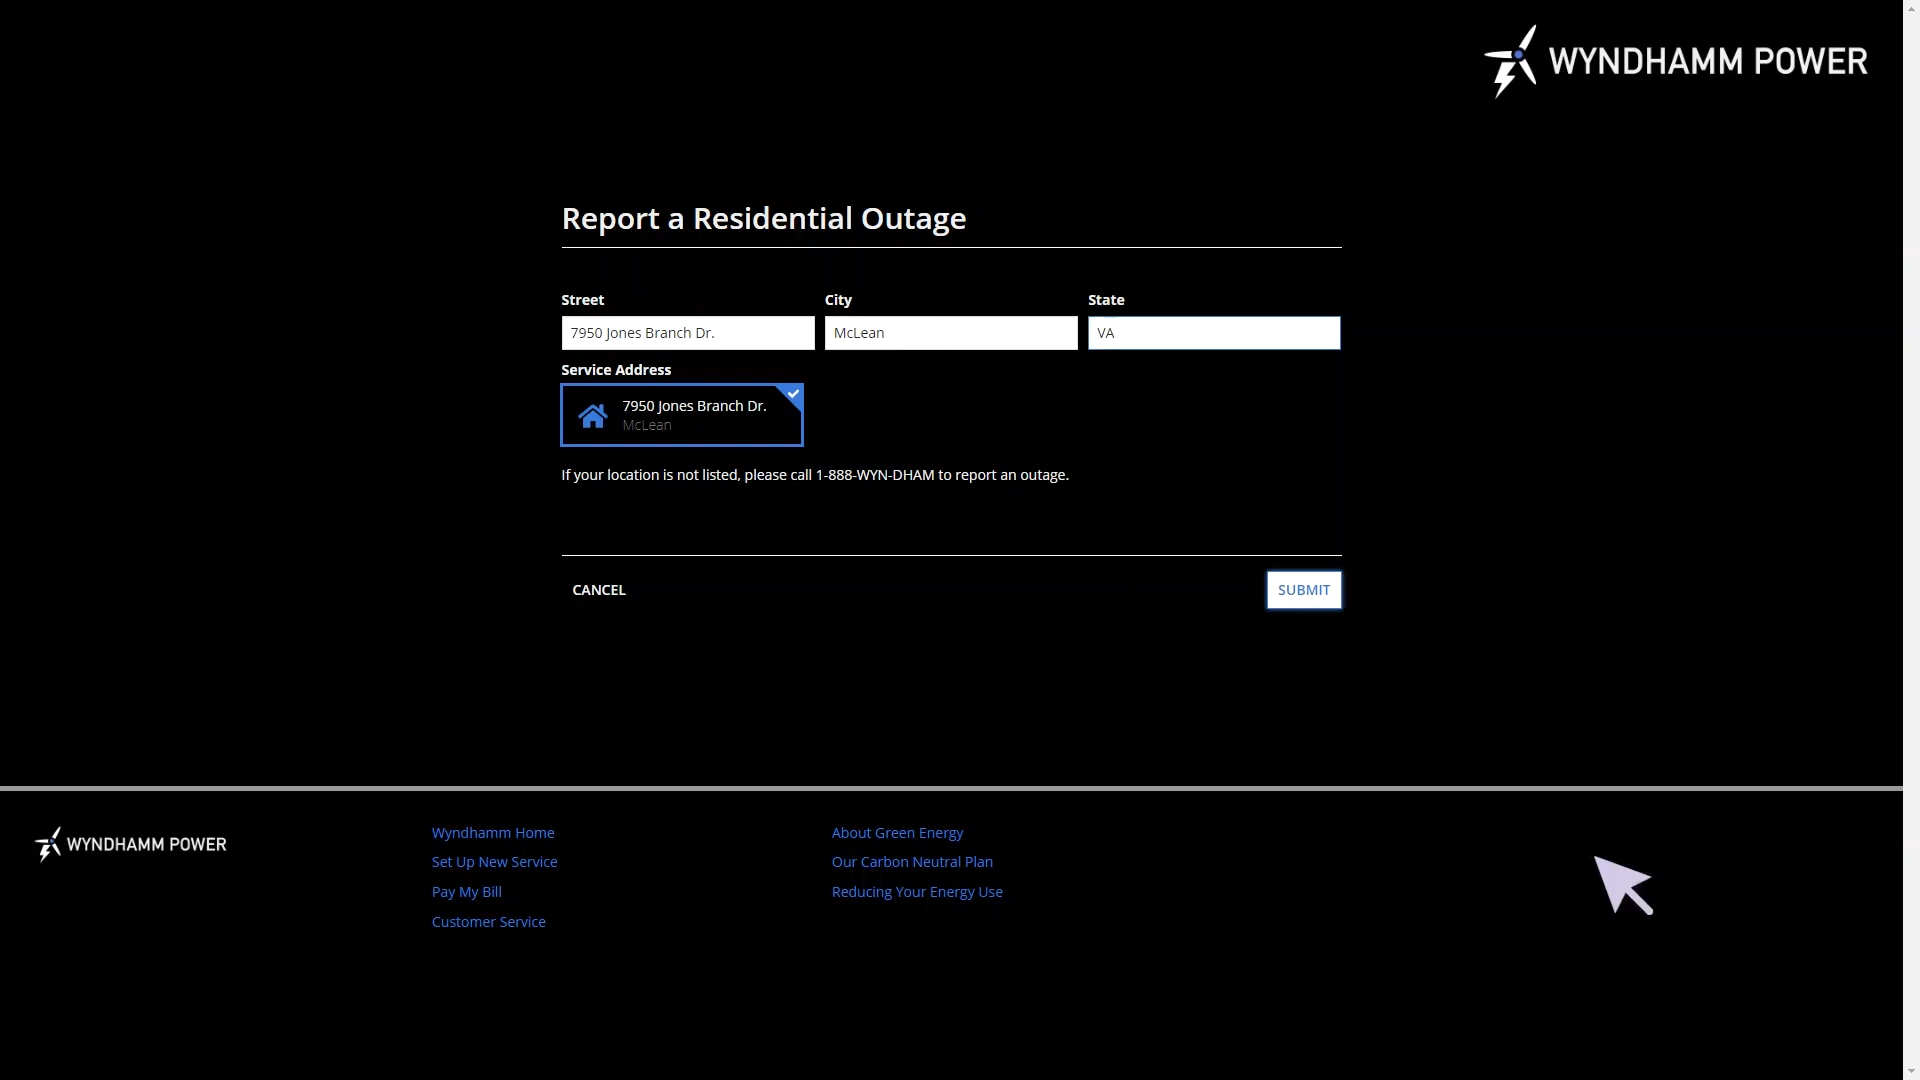 WYNDHAMM POWER
Report a Residential Outage
Street City State
7950 Jones Branch Dr. McLean VA
Service Address
7950 Jones Branch Dr.
McLean
If your location is not listed, please call 1-888-WYN-DHAM to report an outage.
CANCEL SUBMIT
WYNDHAMM POWER
Wyndhamm Home
Set Up New Service
Pay My Bill
Customer Service
About Green Energy
Our Carbon Neutral Plan
Reducing Your Energy Use